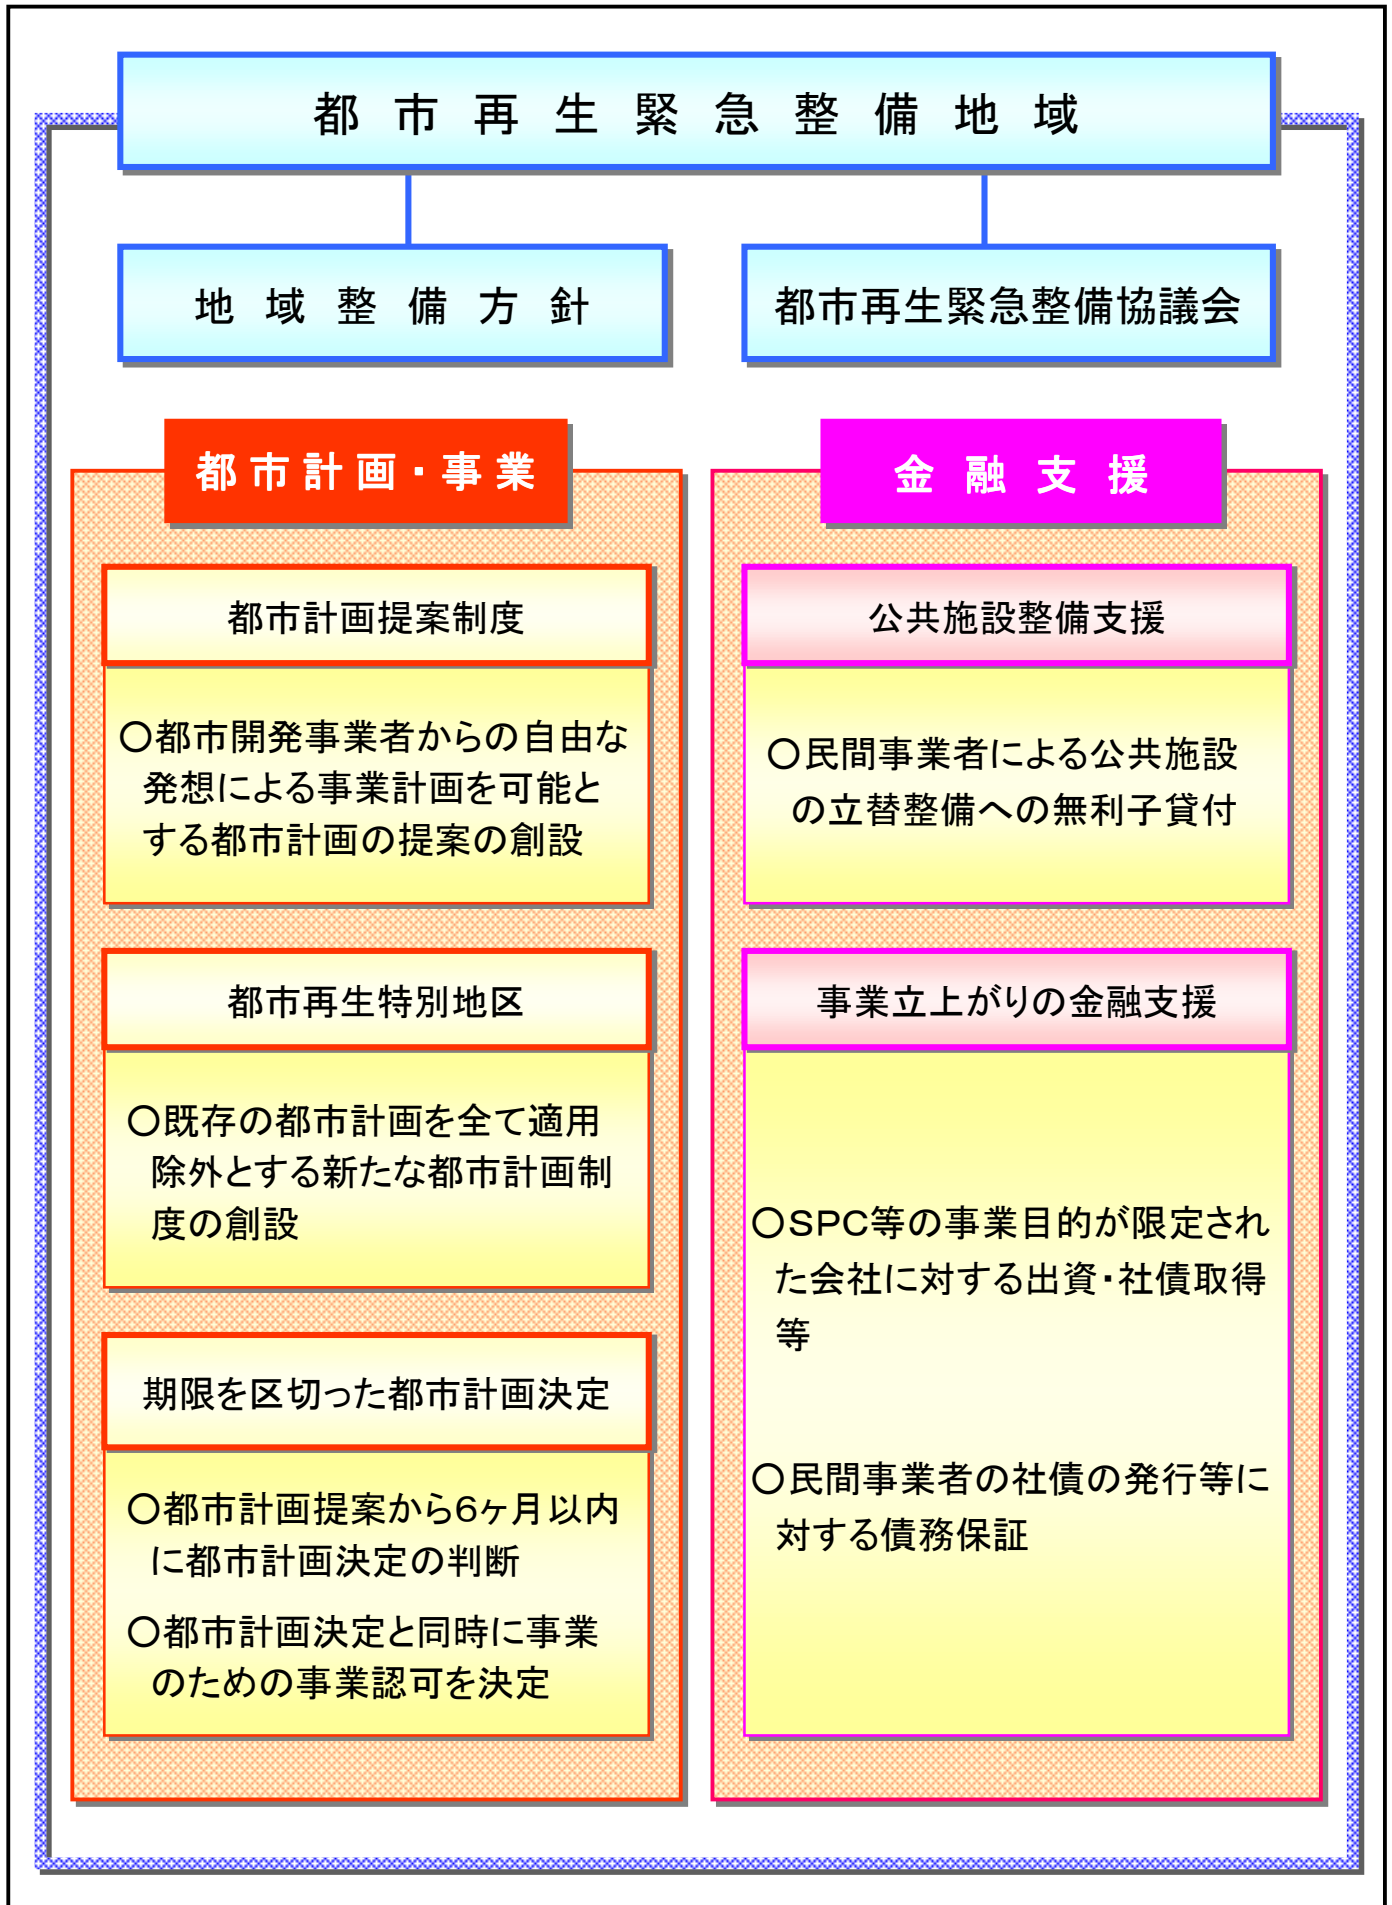 都市再生緊急整備地域
地域整備方針
都市再生緊急整備協議会
都市計画・事業
都市計画提案制度
〇都市開発事業者からの自由な
発想による事業計画を可能と
する都市計画の提案の創設
都市再生特別地区
〇既存の都市計画を全て適用
除外とする新たな都市計画制
度の創設
期限を区切った都市計画決定
〇都市計画提案から6ヶ月以内
に都市計画決定の判断
〇都市計画決定と同時に事業
のための事業認可を決定
金融支援
公共施設整備支援
〇民間事業者による公共施設
の立替整備への無利子貸付
事業立上がりの金融支援
〇SPC等の事業目的が限定され
た会社に対する出資・社債取得
等
〇民間事業者の社債の発行等に
対する債務保証